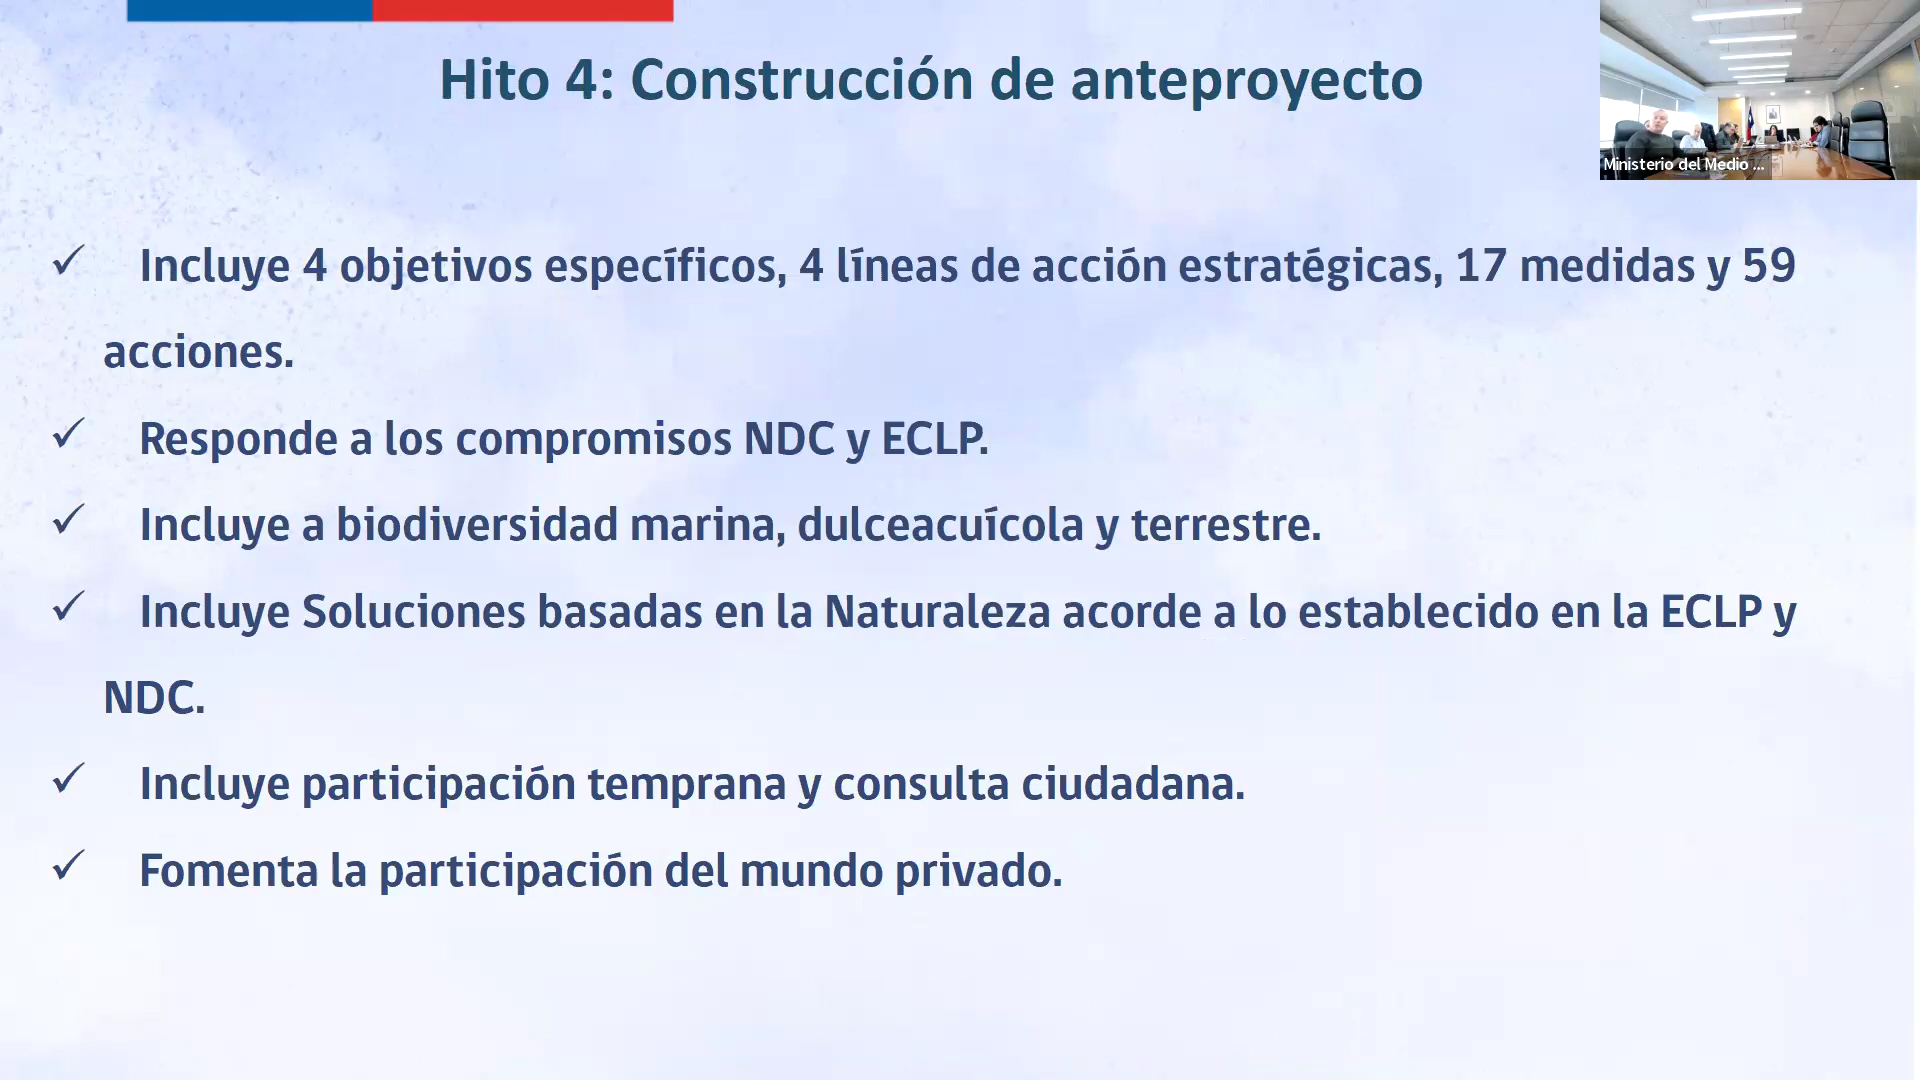 Hito 4: Construcción de anteproyecto
Ministerio del Medio ...
✓ Incluye 4 objetivos específicos, 4 líneas de acción estratégicas, 17 medidas y 59
acciones.
✓ Responde a los compromisos NDC y ECLP.
✓ Incluye a biodiversidad marina, dulceacuícola y terrestre.
✓ Incluye Soluciones basadas en la Naturaleza acorde a lo establecido en la ECLP y
NDC.
✓ Incluye participación temprana y consulta ciudadana.
✓ Fomenta la participación del mundo privado.